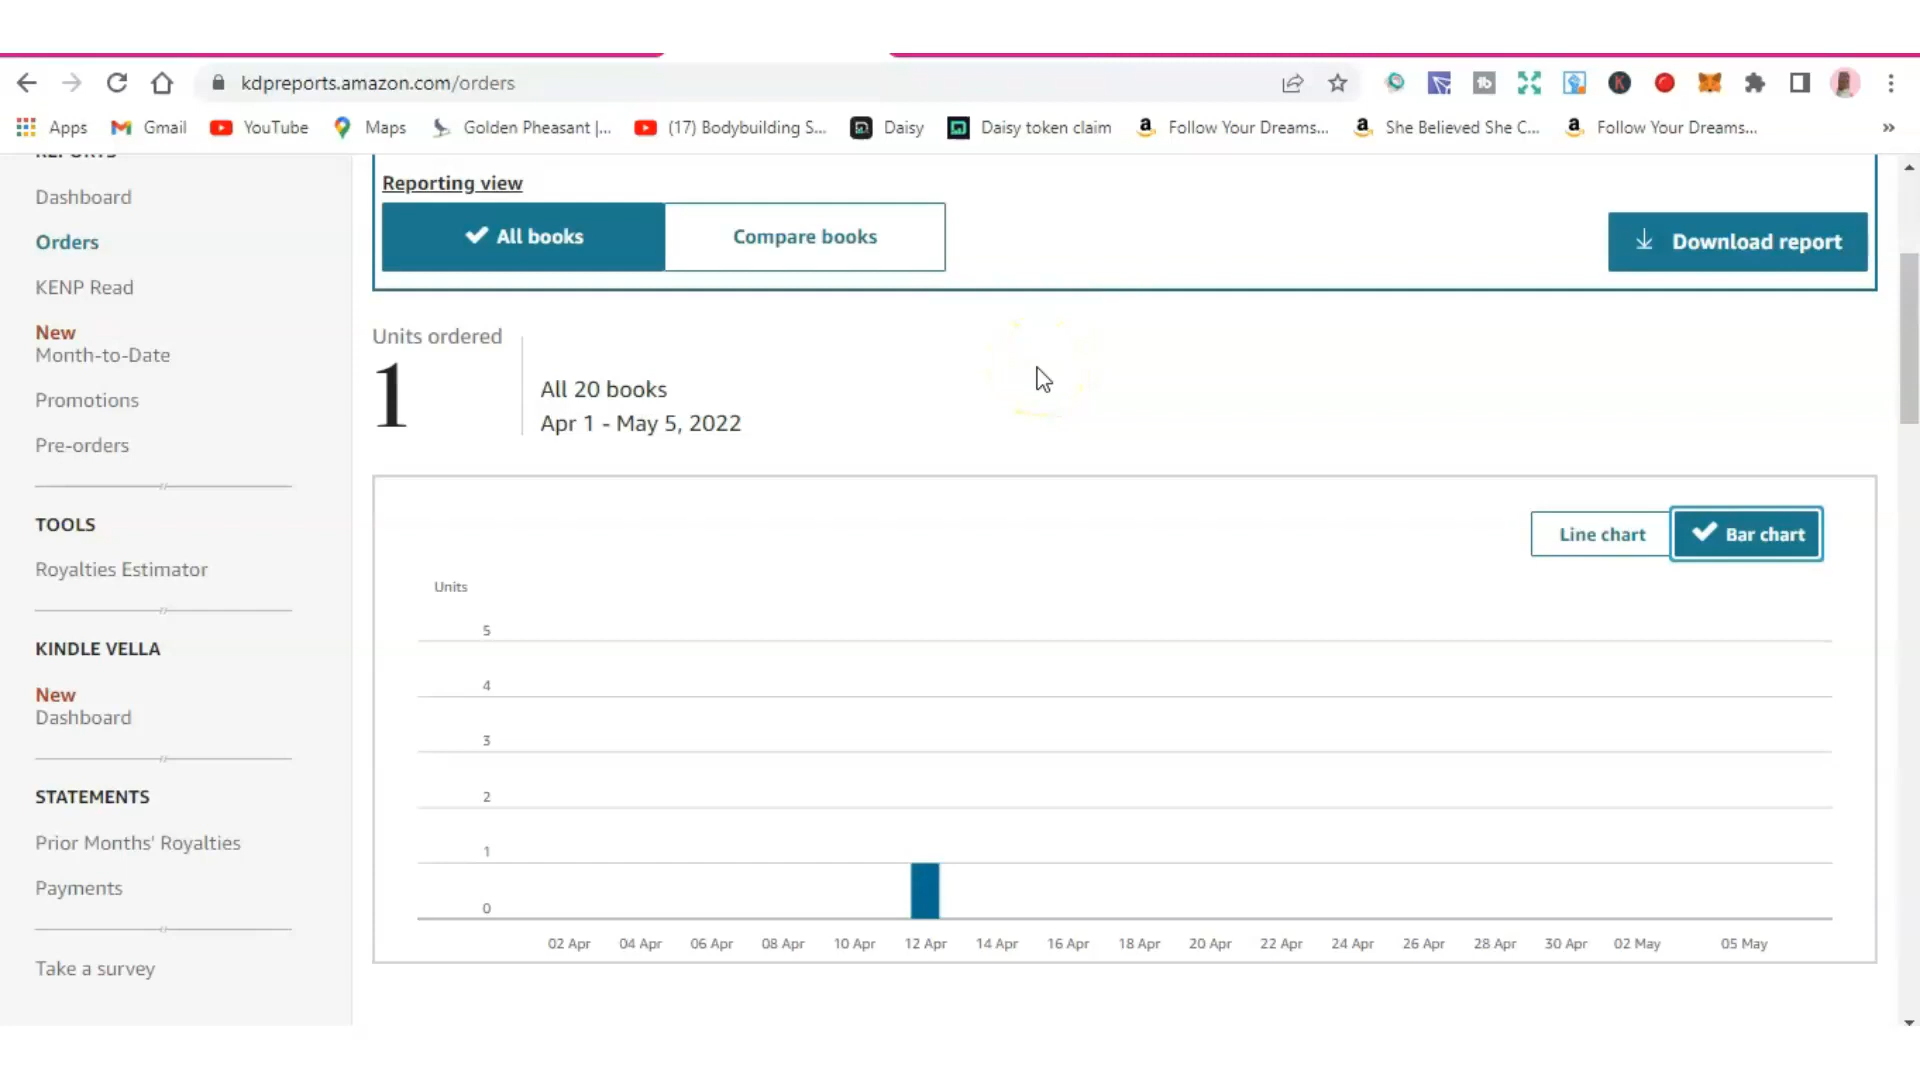 kdpreports.amazon.com/orders
Apps
Gmail
YouTube
Maps
Golden Pheasant |...
(17) Bodybuilding S...
Daisy
Daisy token claim
Follow Your Dreams...
She Believed She C...
Follow Your Dreams...
»
REPORTS
Dashboard
Orders
KENP Read
New
Month-to-Date
Promotions
Pre-orders
TOOLS
Royalties Estimator
KINDLE VELLA
New
Dashboard
STATEMENTS
Prior Months' Royalties
Payments
Take a survey
Reporting view
All books
Compare books
Download report
Units ordered
1
All 20 books
Apr 1 - May 5, 2022
Line chart
Bar chart
Units
5
4
3
2
1
0
02 Apr 04 Apr 06 Apr 08 Apr 10 Apr 12 Apr 14 Apr 16 Apr 18 Apr 20 Apr 22 Apr 24 Apr 26 Apr 28 Apr 30 Apr 02 May 05 May